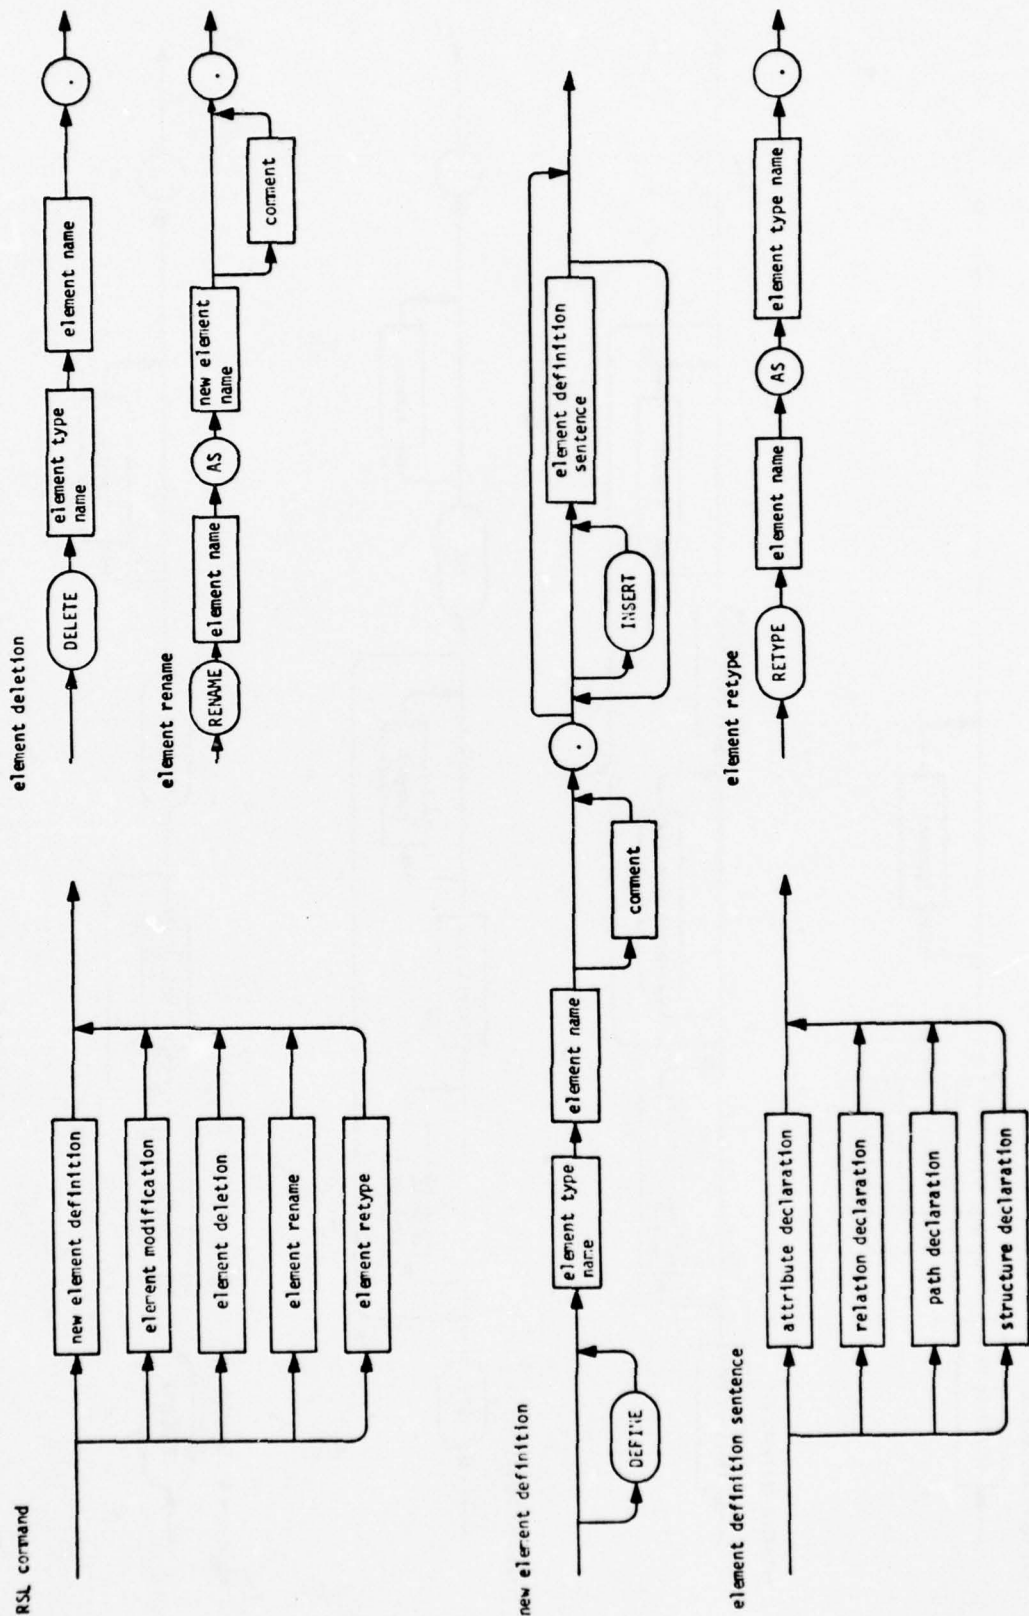 RSL command
new element definition
element modification
element deletion
element rename
element retype
element deletion
DELETE
element type
name
element name
.
element rename
RENAME
element name
AS
new element
name
comment
.
new element definition
DEFINE
element type
name
element name
comment
.
INSERT
element definition
sentence
element definition sentence
attribute declaration
relation declaration
path declaration
structure declaration
element retype
RETYPE
element name
AS
element type name
.